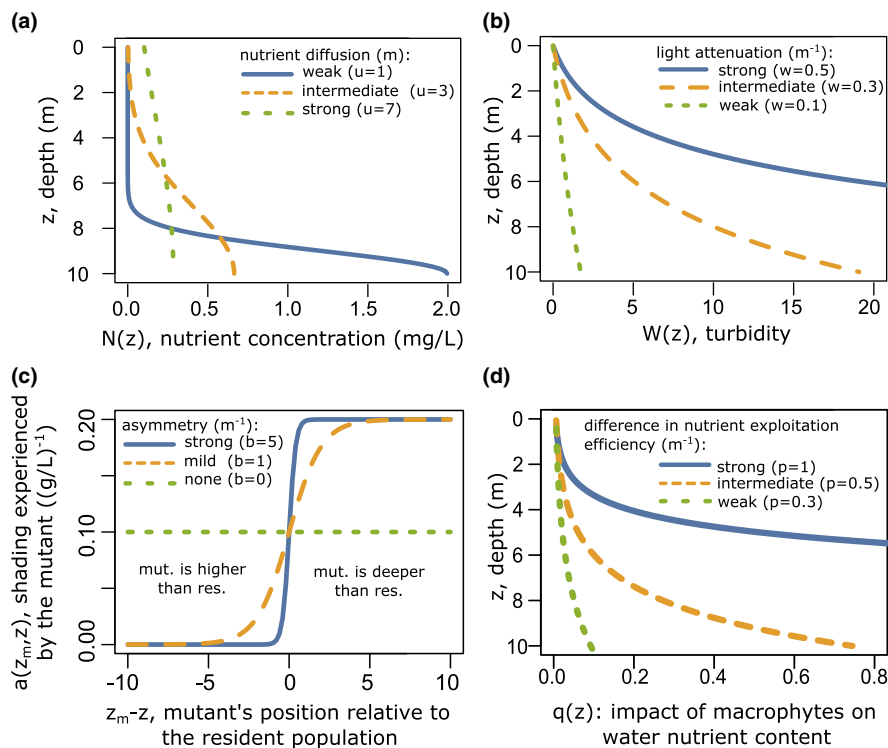 (a)
nutrient diffusion (m):
weak (u=1)
intermediate (u=3)
strong (u=7)
0
2
4
6
8
10
z, depth (m)
0.0
0.5
1.0
1.5
2.0
N(z), nutrient concentration (mg/L)
(b)
light attenuation (m⁻¹)
strong (w=0.5)
intermediate (w=0.3)
weak (w=0.1)
0
2
4
6
8
10
z, depth (m)
0
5
10
15
20
W(z), turbidity
(c)
asymmetry (m⁻¹):
strong (b=5)
mild (b=1)
none (b=0)
mut. is higher
than res.
mut. is deeper
than res.
0.20
0.10
0.00
a(zₘ,z), shading experienced
by the mutant ((g/L)⁻¹)
-10
-5
0
5
10
zₘ-z, mutant's position relative to
the resident population
(d)
difference in nutrient exploitation
efficiency (m⁻¹):
strong (p=1)
intermediate (p=0.5)
weak (p=0.3)
0
2
4
6
8
10
z, depth (m)
0.0
0.2
0.4
0.6
0.8
q(z): impact of macrophytes on
water nutrient content